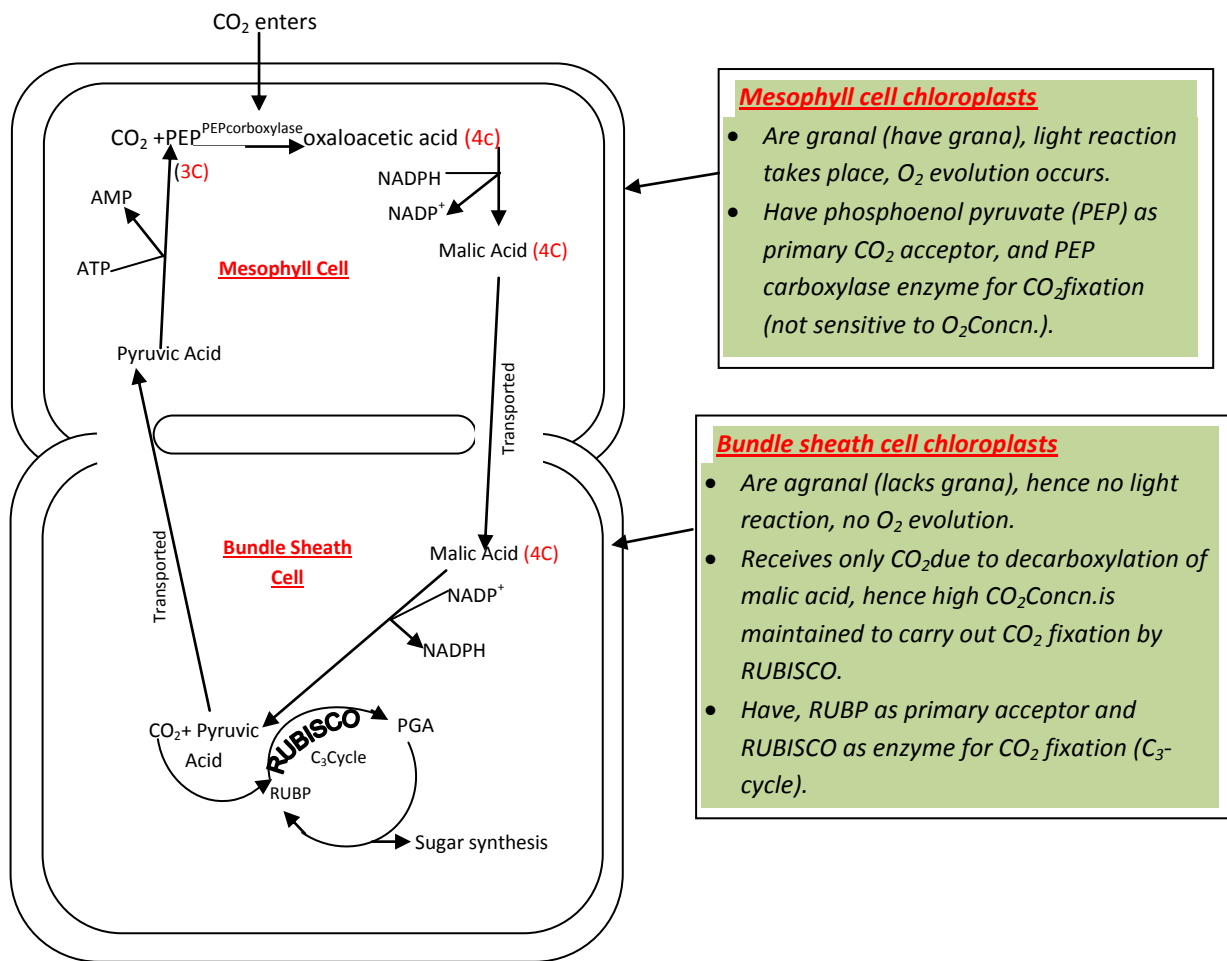 CO₂ enters
CO₂ +PEP PEPcorboxylase oxaloacetic acid (4c)
(3C)
NADPH
NADP⁺
AMP
ATP
Mesophyll Cell
Malic Acid (4C)
Pyruvic Acid
Transported
Transported
Bundle Sheath
Cell
Malic Acid (4C)
NADP⁺
NADPH
CO₂+ Pyruvic
Acid
RUBISCO
PGA
C₃Cycle
RUBP
Sugar synthesis
Mesophyll cell chloroplasts
• Are granal (have grana), light reaction
takes place, O₂ evolution occurs.
• Have phosphoenol pyruvate (PEP) as
primary CO₂ acceptor, and PEP
carboxylase enzyme for CO₂fixation
(not sensitive to O₂Concn.).
Bundle sheath cell chloroplasts
• Are agranal (lacks grana), hence no light
reaction, no O₂ evolution.
• Receives only CO₂due to decarboxylation of
malic acid, hence high CO₂Concn.is
maintained to carry out CO₂ fixation by
RUBISCO.
• Have, RUBP as primary acceptor and
RUBISCO as enzyme for CO₂ fixation (C₃-
cycle).